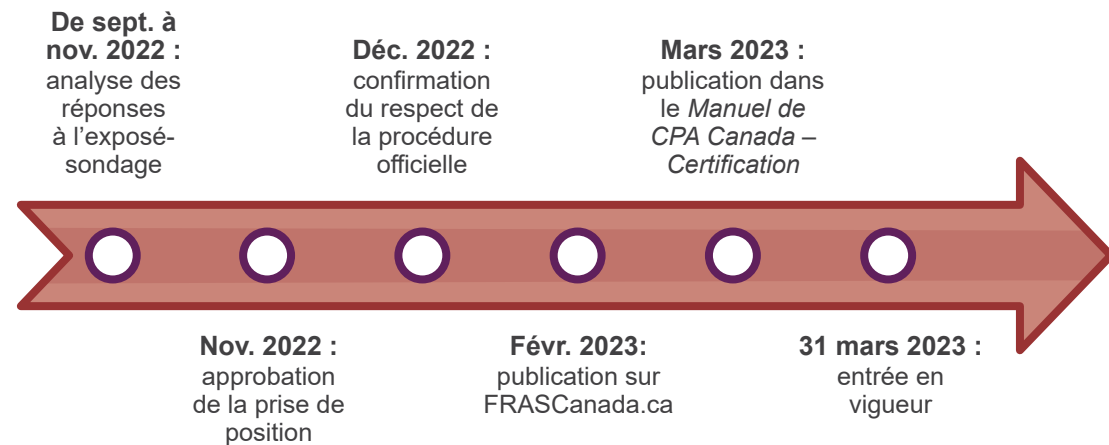 De sept. à
nov. 2022 :
analyse des
réponses
à l’exposé-
sondage
Nov. 2022 :
approbation
de la prise de
position
Déc. 2022 :
confirmation
du respect de
la procédure
officielle
Févr. 2023:
publication sur
FRASCanada.ca
Mars 2023 :
publication dans
le Manuel de
CPA Canada –
Certification
31 mars 2023 :
entrée en
vigueur